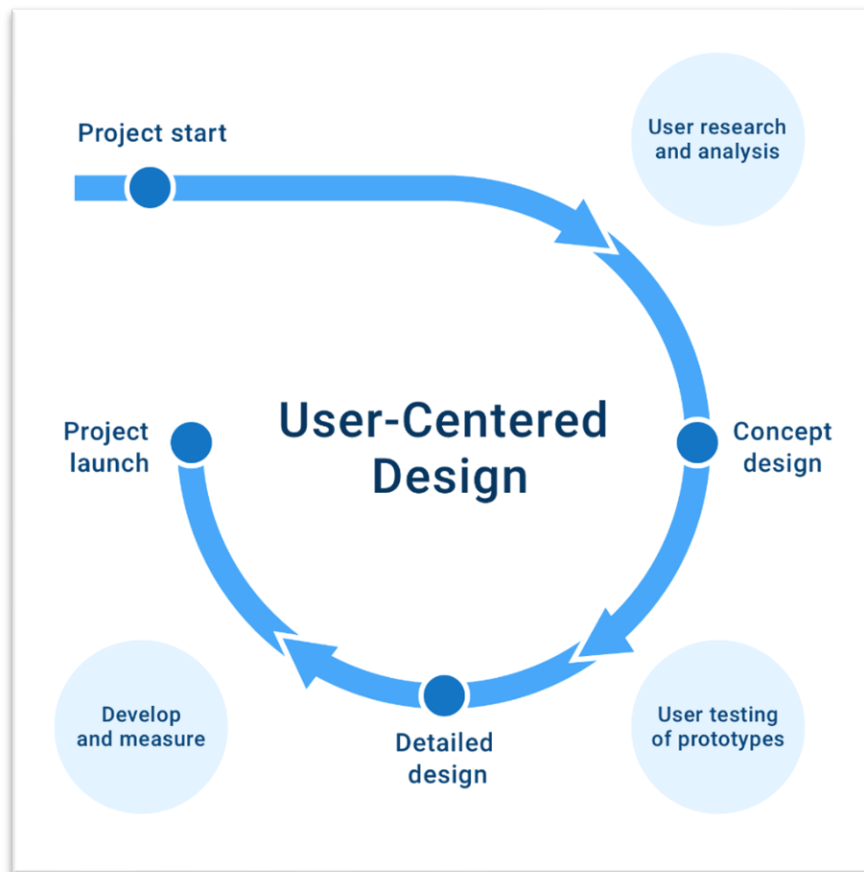 Project start
User research
and analysis
User-Centered
Design
Concept
design
User testing
of prototypes
Detailed
design
Develop
and measure
Project
launch